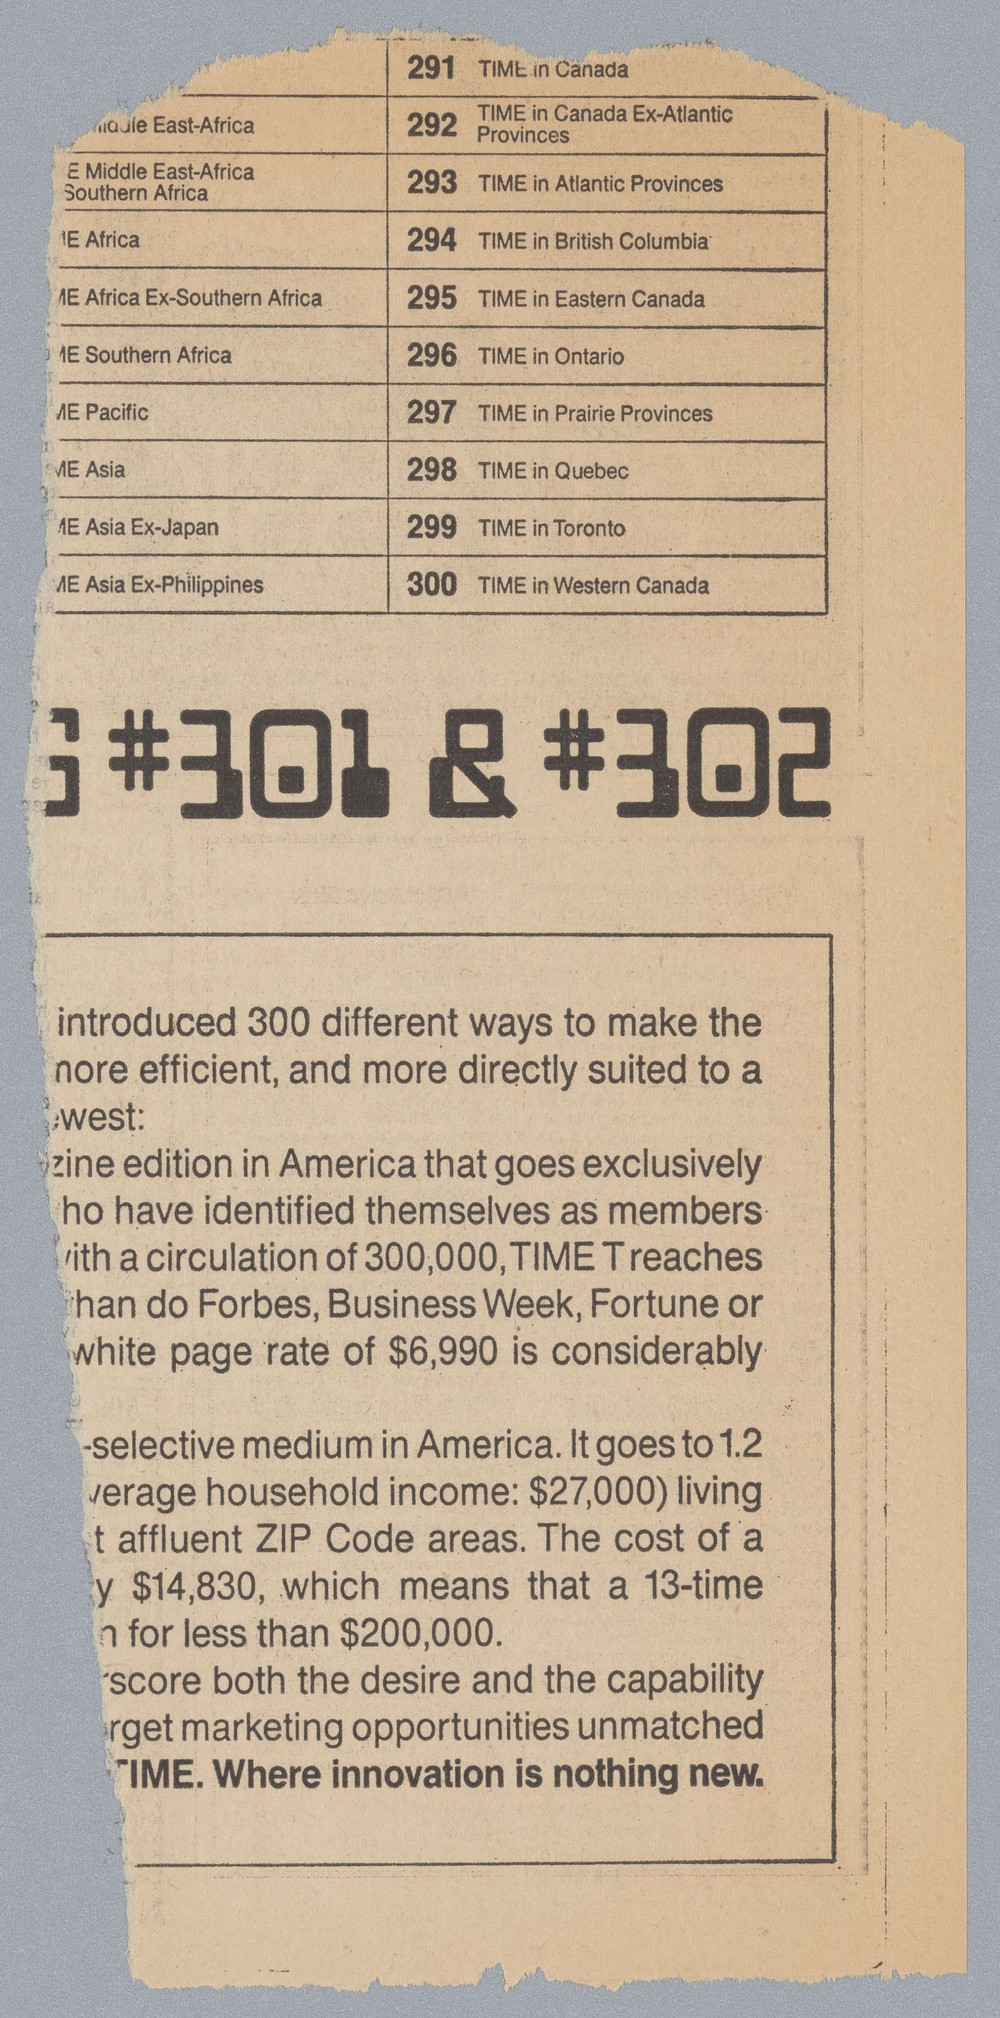 291 TIME in Canada
East-Africa
292 TIME in Canada Ex-Atlantic
Provinces
E Middle East-Africa
Southern Africa
293 TIME in Atlantic Provinces
E Africa
294 TIME in British Columbia
ME Africa Ex-Southern Africa
295 TIME in Eastern Canada
ME Southern Africa
296 TIME in Ontario
ME Pacific
297 TIME in Prairie Provinces
ME Asia
298 TIME in Quebec
ME Asia Ex-Japan
299 TIME in Toronto
ME Asia Ex-Philippines
300 TIME in Western Canada
#301 & #302
introduced 300 different ways to make the
more efficient, and more directly suited to a
west:
zine edition in America that goes exclusively
ho have identified themselves as members
with a circulation of 300,000, TIME T reaches
than do Forbes, Business Week, Fortune or
white page rate of $6,990 is considerably
-selective medium in America. It goes to 1.2
verage household income: $27,000) living
t affluent ZIP Code areas. The cost of a
y $14,830, which means that a 13-time
n for less than $200,000.
rscore both the desire and the capability
rget marketing opportunities unmatched
TIME. Where innovation is nothing new.